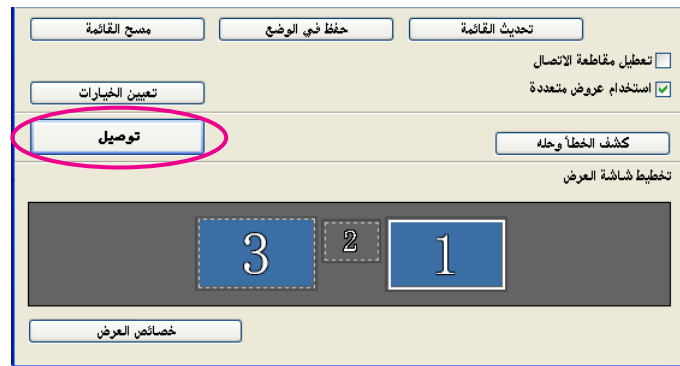 تحديث القائمة حفظ في الوضع مسح القائمة
تعطيل مقاطعة الاتصال
استخدام عروض متعددة تعيين الخيارات
توصيل
كشف الخطأ وحله
تخطيط شاشة العرض
1 2 3
خصائص العرض